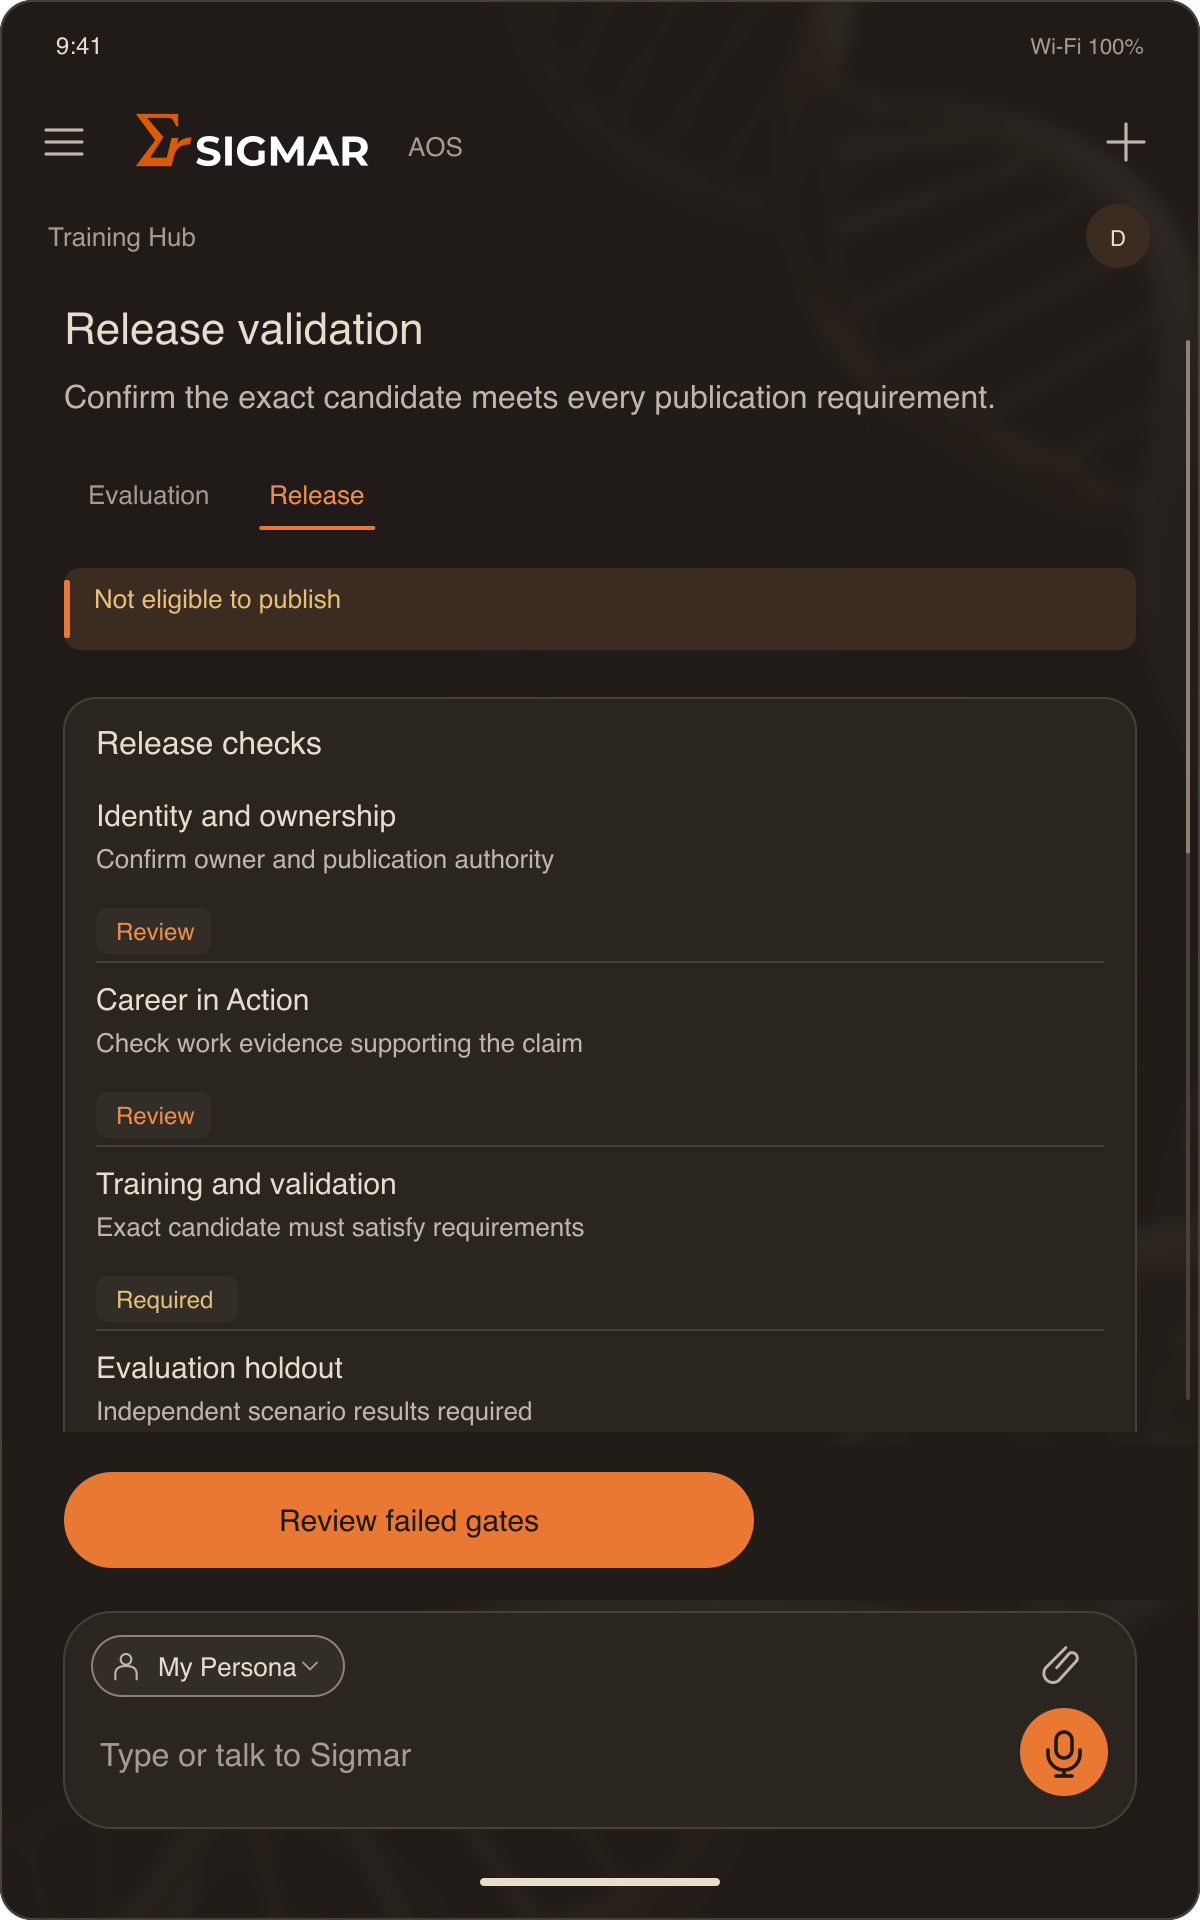 9:41
Wi-Fi 100%
Σr SIGMAR AOS
Training Hub
D
Release validation
Confirm the exact candidate meets every publication requirement.
Evaluation Release
Not eligible to publish
Release checks
Identity and ownership
Confirm owner and publication authority
Review
Career in Action
Check work evidence supporting the claim
Review
Training and validation
Exact candidate must satisfy requirements
Required
Evaluation holdout
Independent scenario results required
Review failed gates
My Persona
Type or talk to Sigmar